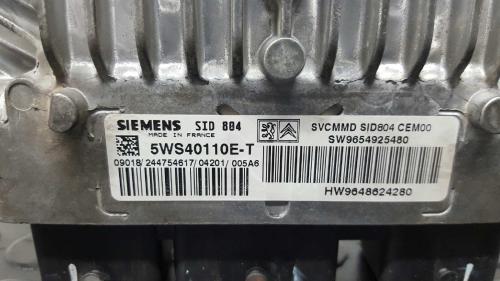 SIEMENS SID 804
MADE IN FRANCE
5WS40110E-T
09018/244754617/04201/005A6
SVCMMD SID804 CEM00
SW9654925480
HW9648624280